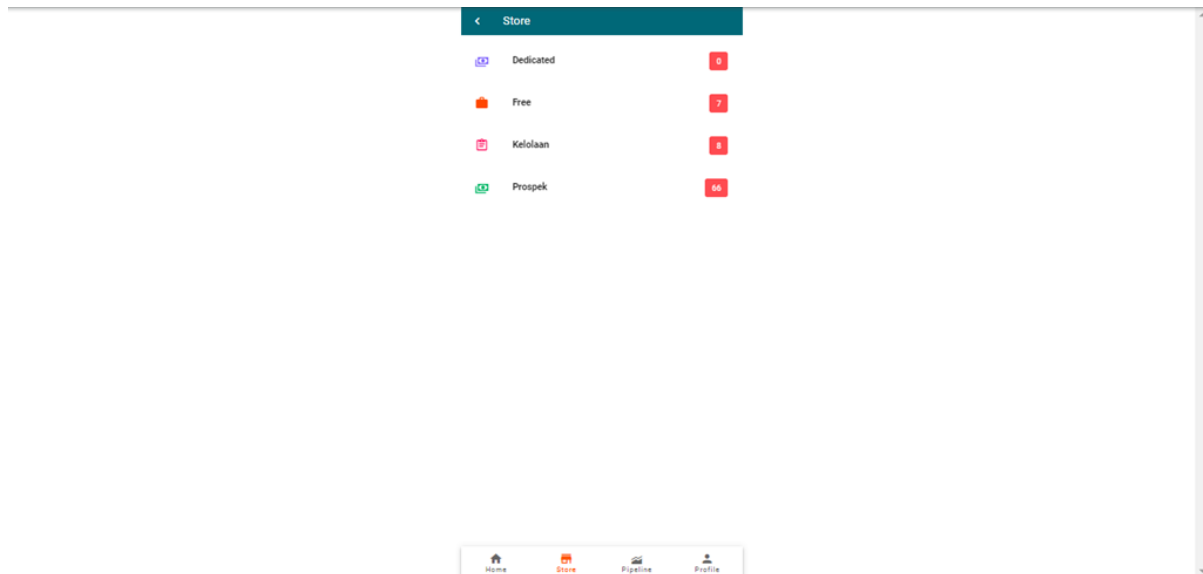 Store
Dedicated 0
Free 7
Kelolaan 8
Prospek 66
Home Store Pipeline Profile